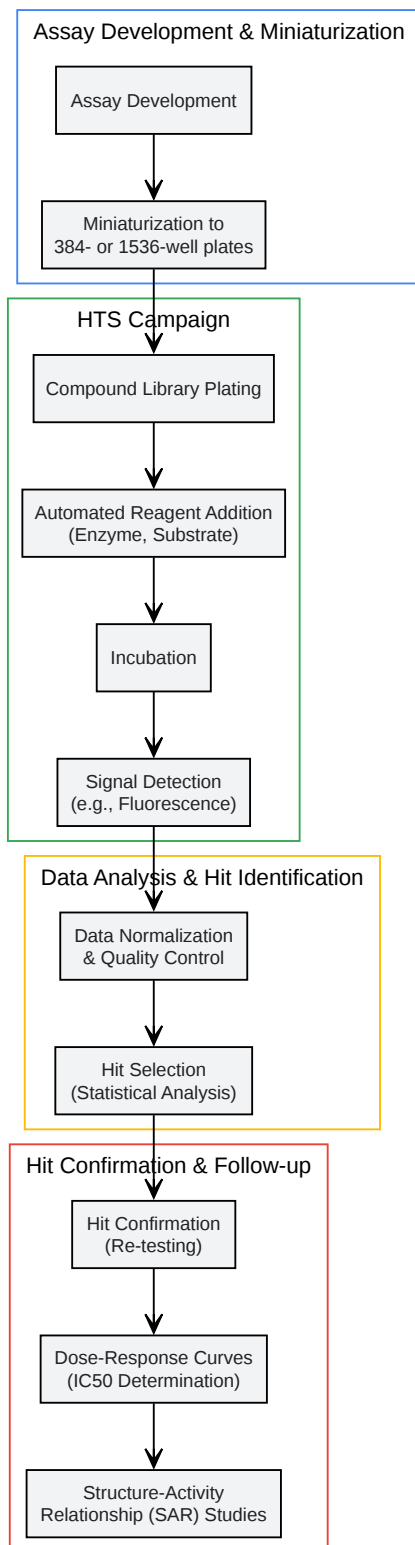 Assay Development & Miniaturization
Assay Development
Miniaturization to
384- or 1536-well plates
HTS Campaign
Compound Library Plating
Automated Reagent Addition
(Enzyme, Substrate)
Incubation
Signal Detection
(e.g., Fluorescence)
Data Analysis & Hit Identification
Data Normalization
& Quality Control
Hit Selection
(Statistical Analysis)
Hit Confirmation & Follow-up
Hit Confirmation
(Re-testing)
Dose-Response Curves
(IC50 Determination)
Structure-Activity
Relationship (SAR) Studies